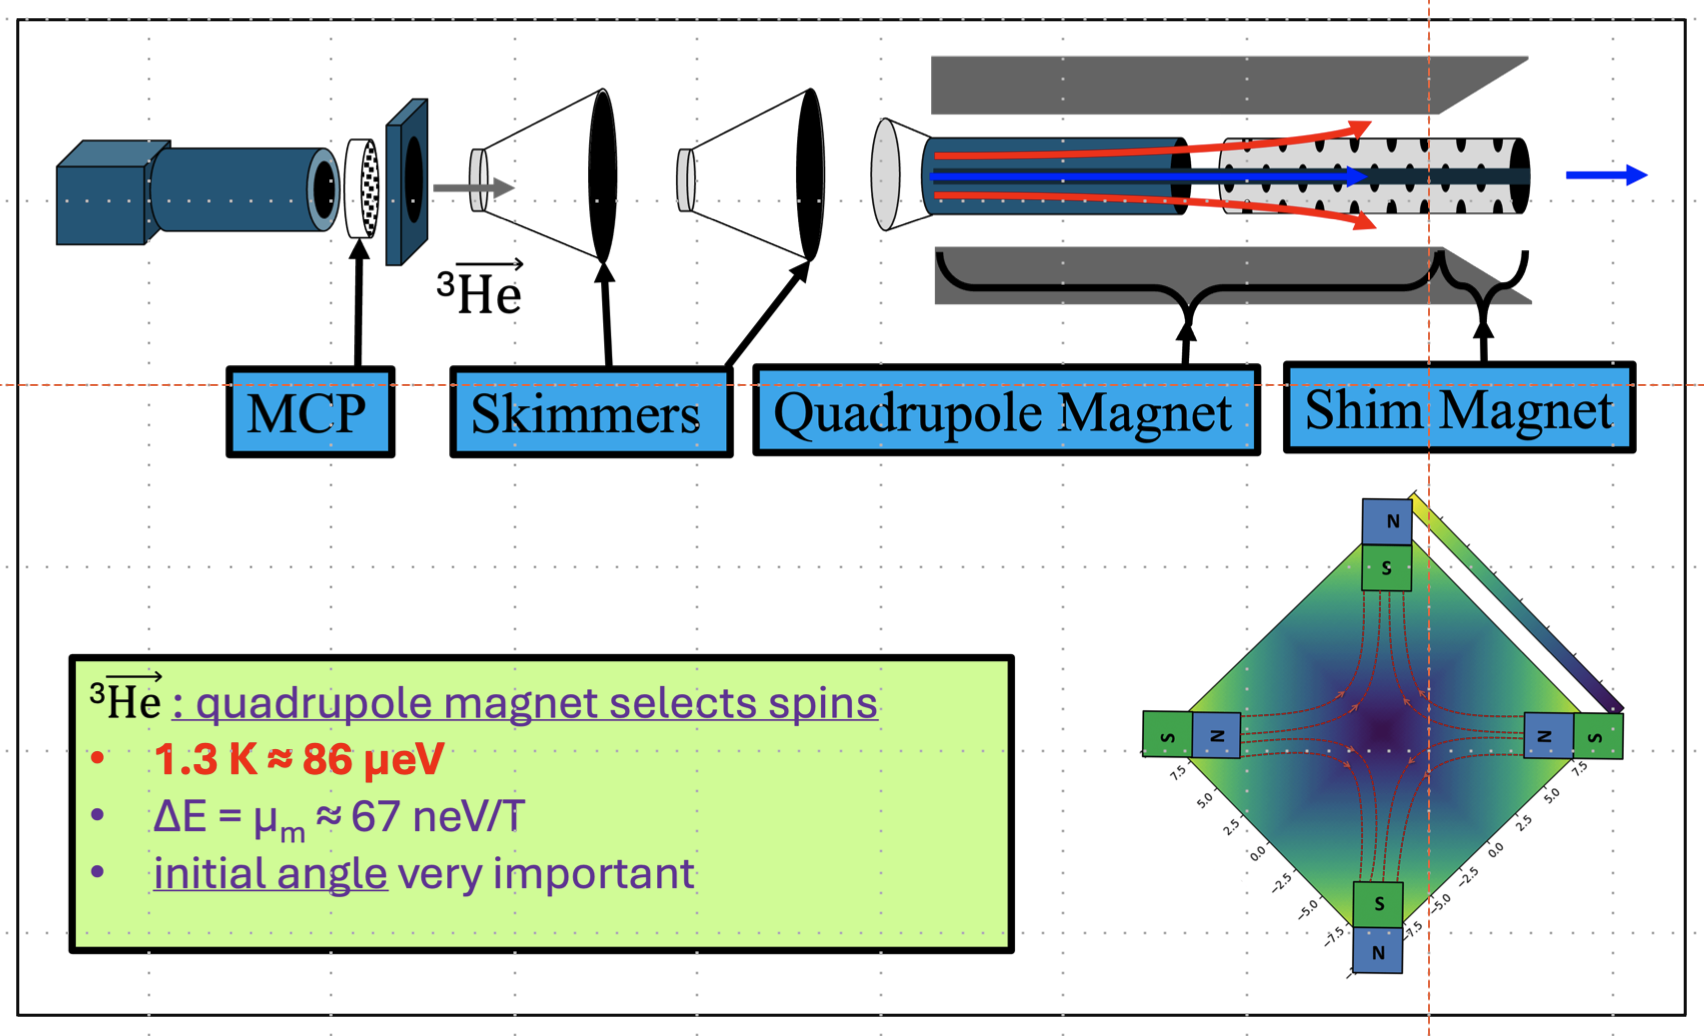 ³He
MCP
Skimmers
Quadrupole Magnet
Shim Magnet
³He : quadrupole magnet selects spins
• 1.3 K ≈ 86 µeV
• ΔE = µm ≈ 67 neV/T
• initial angle very important
N
S
S N
N S
S
N
7.5
5.0
2.5
0.0
−2.5
−5.0
−7.5
7.5
5.0
2.5
0.0
−2.5
−5.0
−7.5